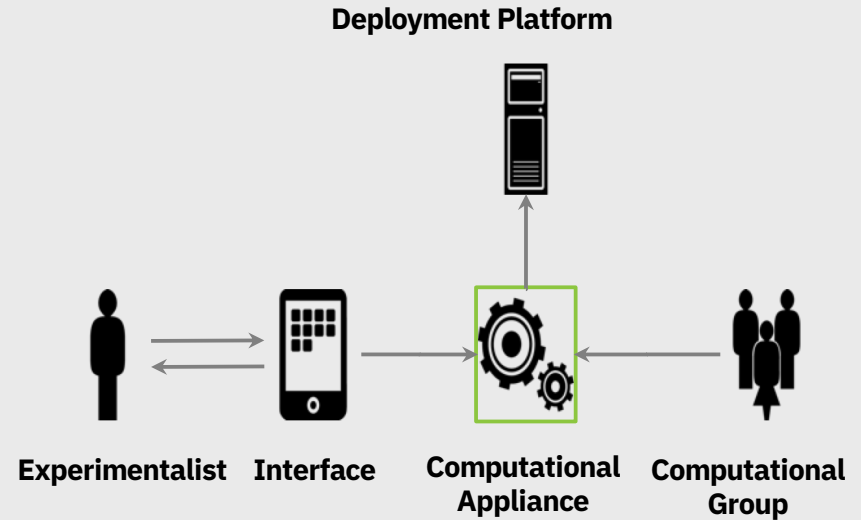 Deployment Platform
Experimentalist
Interface
Computational
Appliance
Computational
Group